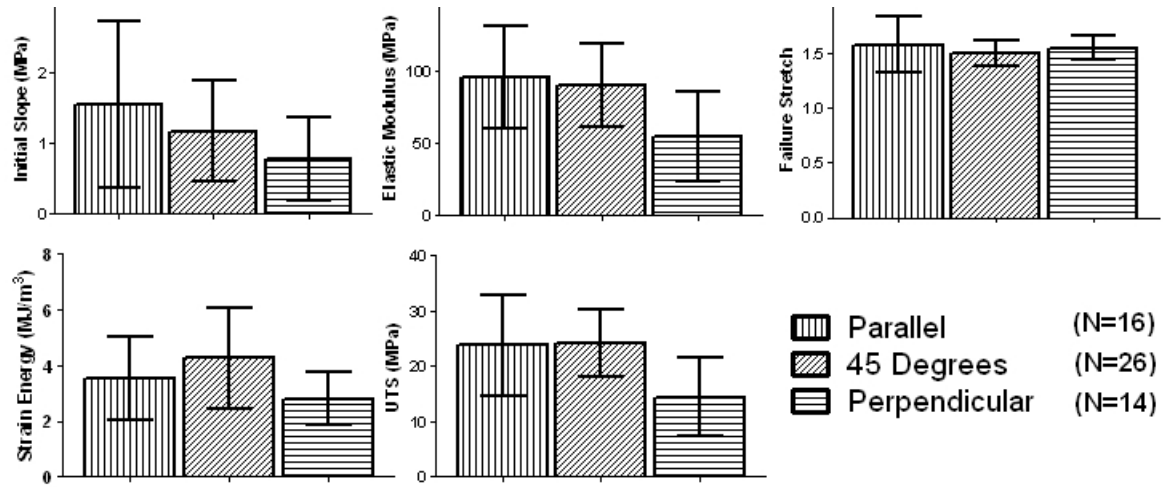 Initial Slope (MPa)
2
1
0
Elastic Modulus (MPa)
100
50
0
Failure Stretch
1.5
1.0
0.5
0.0
Strain Energy (MJ/m³)
8
6
4
2
0
UTS (MPa)
40
30
20
10
0
Parallel (N=16)
45 Degrees (N=26)
Perpendicular (N=14)